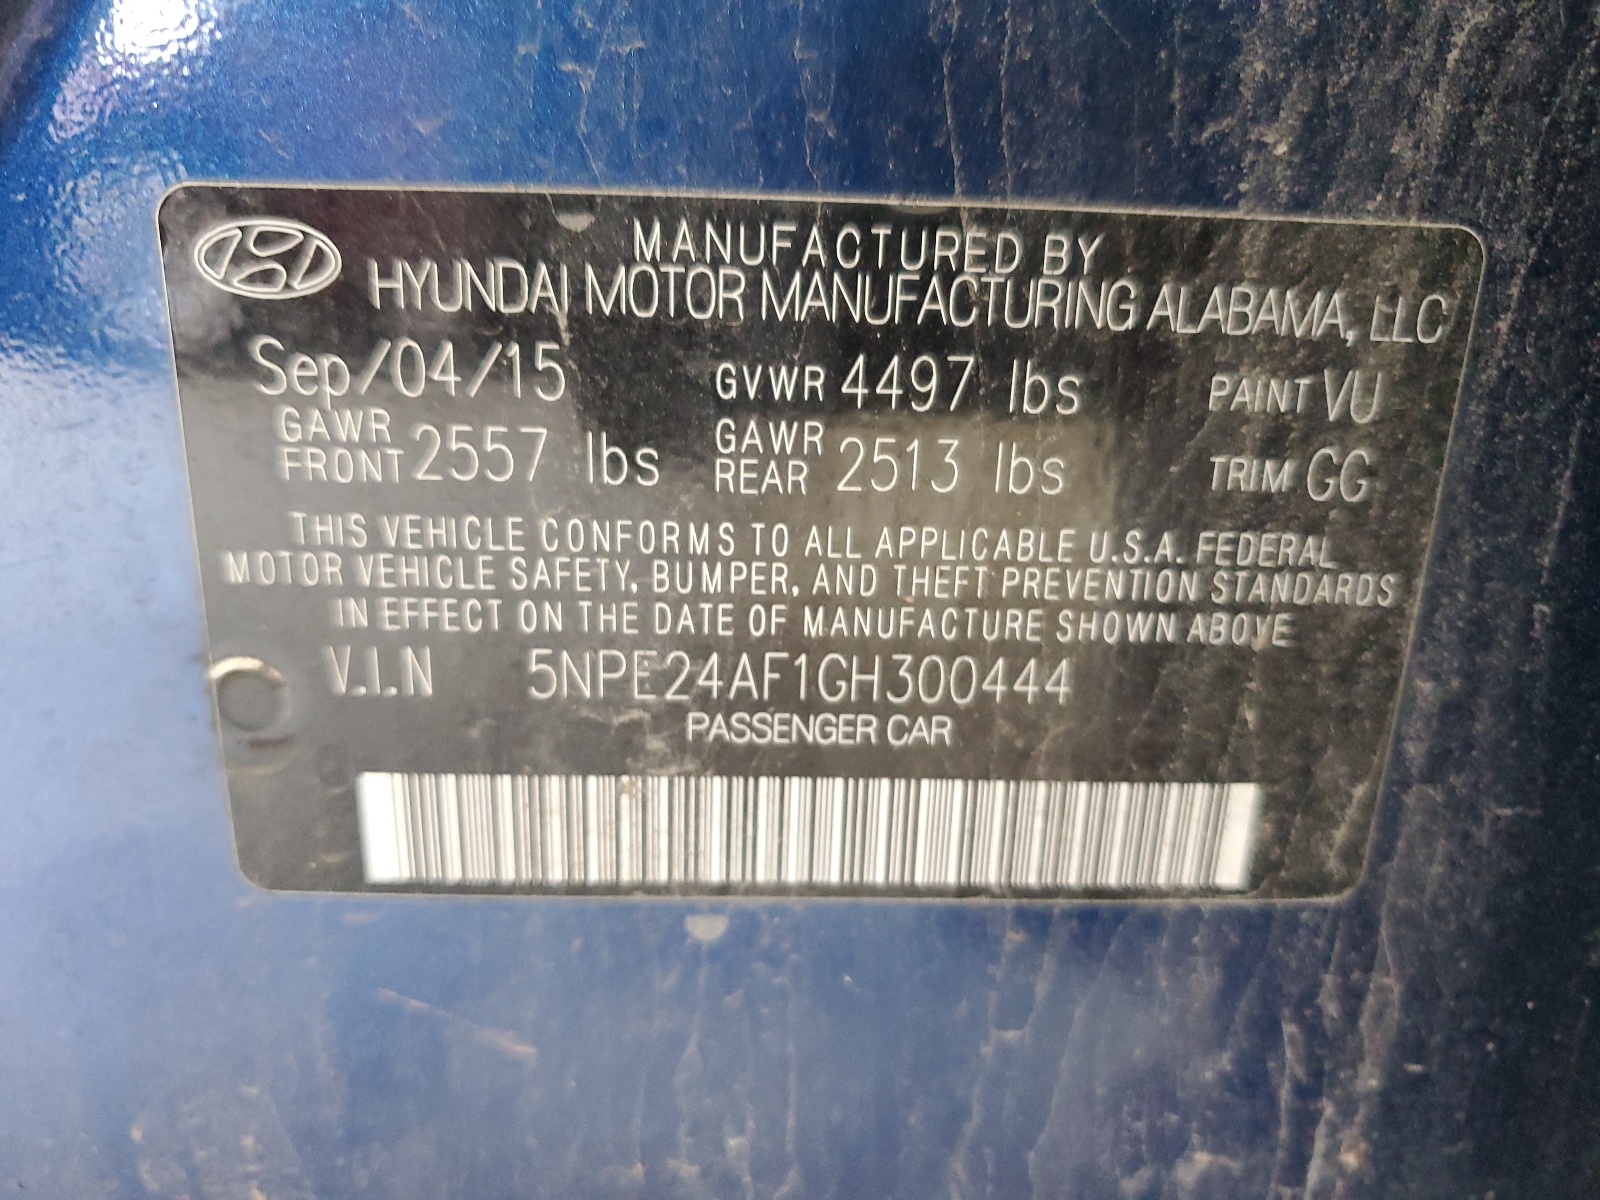 MANUFACTURED BY
HYUNDAI MOTOR MANUFACTURING ALABAMA, LLC
Sep/04/15 GVWR 4497 lbs PAINT VU
GAWR FRONT 2557 lbs GAWR REAR 2513 lbs TRIM GG
THIS VEHICLE CONFORMS TO ALL APPLICABLE U.S.A. FEDERAL
MOTOR VEHICLE SAFETY, BUMPER, AND THEFT PREVENTION STANDARDS
IN EFFECT ON THE DATE OF MANUFACTURE SHOWN ABOVE
V.I.N 5NPE24AF1GH300444
PASSENGER CAR